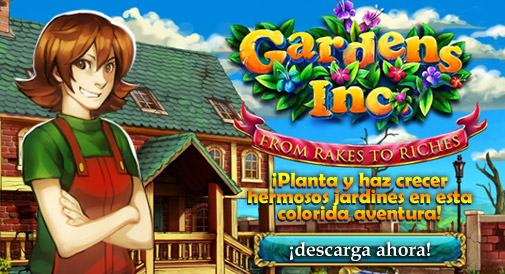 Gardens
Inc.
FROM RAKES TO RICHES
¡Planta y haz crecer
hermosos jardines en esta
colorida aventura!
¡descarga ahora!